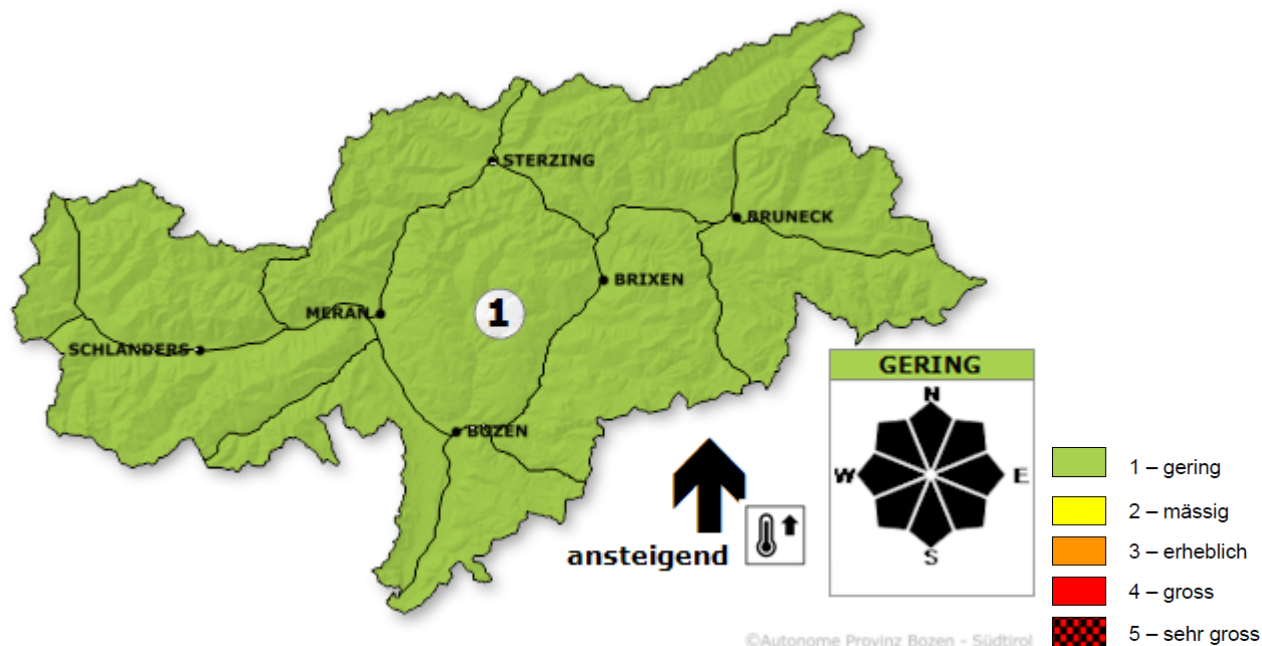 STERZING
BRUNECK
BRIXEN
MERAN
1
SCHLANDERS
BOZEN
ansteigend
GERING
N
W
E
S
1 – gering
2 – mässig
3 – erheblich
4 – gross
5 – sehr gross
©Autonome Provinz Bozen - Südtirol